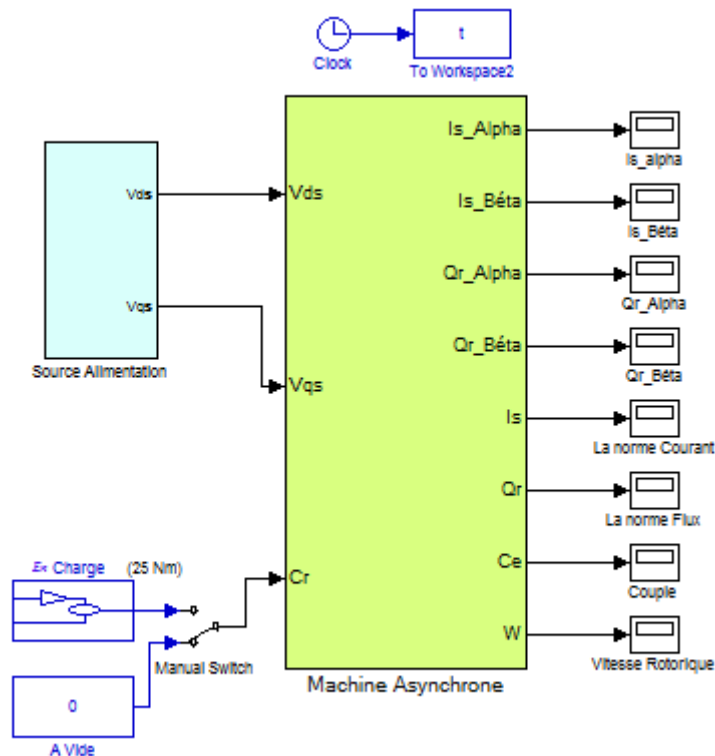 Clock
t
To Workspace2
Vds
Vqs
Source Alimentation
Vds
Vqs
Cr
Is_Alpha
Is_Béta
Qr_Alpha
Qr_Béta
Is
Qr
Ce
W
Machine Asynchrone
Is_alpha
Is_Béta
Qr_Alpha
Qr_Béta
La norme Courant
La norme Flux
Couple
Vitesse Rotorique
En Charge (25 Nm)
Manual Switch
0
A Vide